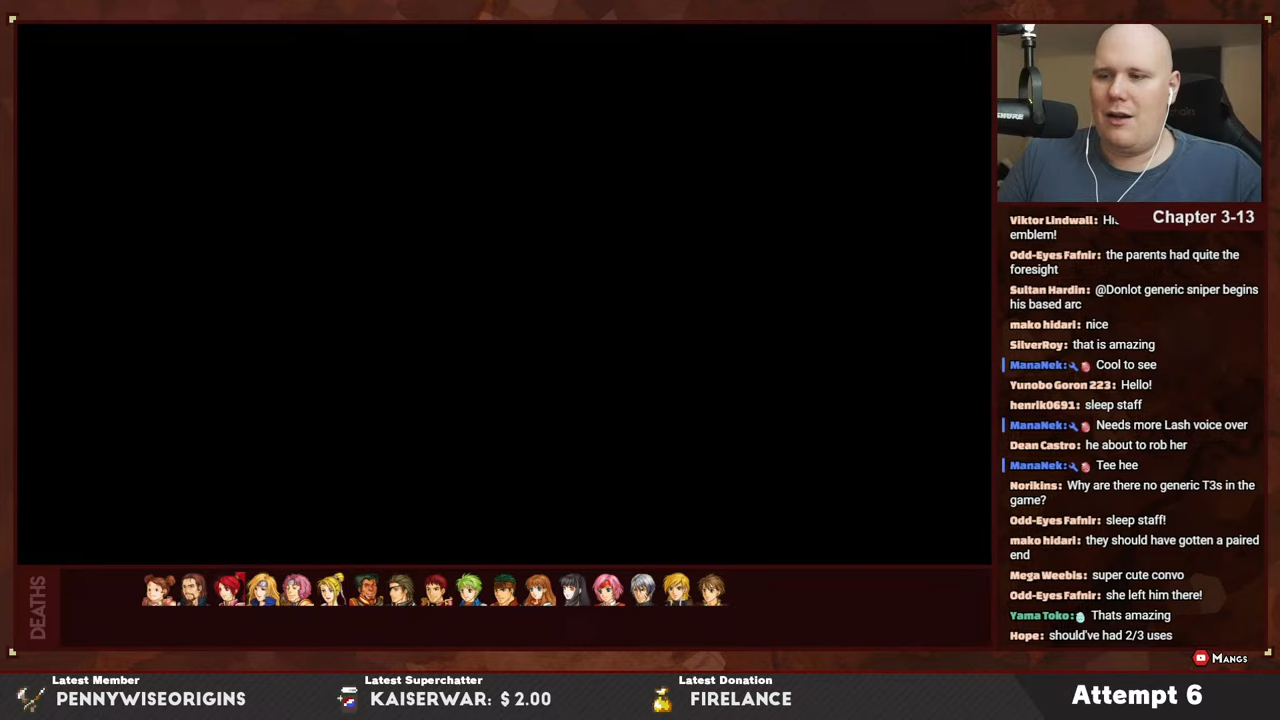 SHURE
Chapter 3-13
Viktor Lindwall:
emblem!
Odd-Eyes Fafnir: the parents had quite the
foresight
Sultan Hardin: @Donlot generic sniper begins
his based arc
mako hidari: nice
SilverRoy: that is amazing
ManaNek: Cool to see
Yunobo Goron 223: Hello!
henrik0691: sleep staff
ManaNek: Needs more Lash voice over
Dean Castro: he about to rob her
ManaNek: Tee hee
Norikins: Why are there no generic T3s in the
game?
Odd-Eyes Fafnir: sleep staff!
mako hidari: they should have gotten a paired
end
Mega Weebis: super cute convo
Odd-Eyes Fafnir: she left him there!
Yama Toko: Thats amazing
Hope: should've had 2/3 uses
DEATHS
MANGS
Latest Member
PENNYWISEORIGINS
Latest Superchatter
KAISERWAR: $ 2.00
Latest Donation
FIRELANCE
Attempt 6